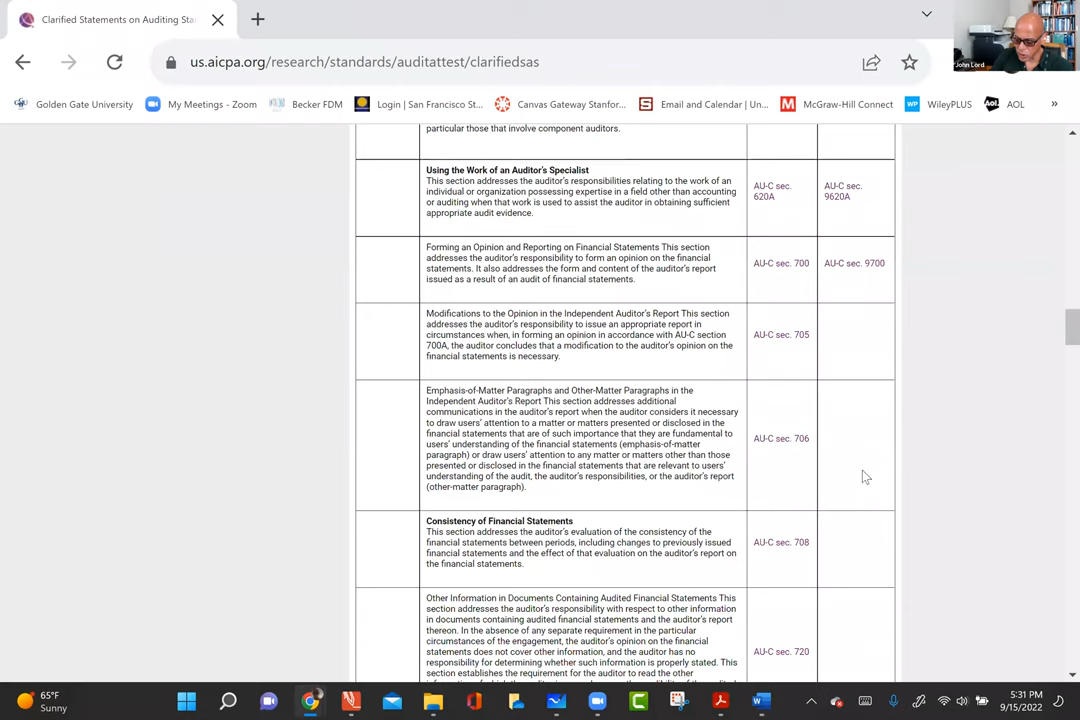 Clarified Statements on Auditing Sta
John Lord
us.aicpa.org/research/standards/auditattest/clarifiedsas
Golden Gate University
My Meetings - Zoom
Becker FDM
Login | San Francisco St...
Canvas Gateway Stanfor...
Email and Calendar | Un...
McGraw-Hill Connect
WileyPLUS
AOL
»
particular those that involve component auditors.
Using the Work of an Auditor's Specialist
This section addresses the auditor's responsibilities relating to the work of an
individual or organization possessing expertise in a field other than accounting
or auditing when that work is used to assist the auditor in obtaining sufficient
appropriate audit evidence.
AU-C sec.
620A
AU-C sec.
9620A
Forming an Opinion and Reporting on Financial Statements This section
addresses the auditor's responsibility to form an opinion on the financial
statements. It also addresses the form and content of the auditor's report
issued as a result of an audit of financial statements.
AU-C sec. 700
AU-C sec. 9700
Modifications to the Opinion in the Independent Auditor's Report This section
addresses the auditor's responsibility to issue an appropriate report in
circumstances when, in forming an opinion in accordance with AU-C section
700A, the auditor concludes that a modification to the auditor's opinion on the
financial statements is necessary.
AU-C sec. 705
Emphasis-of-Matter Paragraphs and Other-Matter Paragraphs in the
Independent Auditor's Report This section addresses additional
communications in the auditor's report when the auditor considers it necessary
to draw users' attention to a matter or matters presented or disclosed in the
financial statements that are of such importance that they are fundamental to
users' understanding of the financial statements (emphasis-of-matter
paragraph) or draw users' attention to any matter or matters other than those
presented or disclosed in the financial statements that are relevant to users'
understanding of the audit, the auditor's responsibilities, or the auditor's report
(other-matter paragraph).
AU-C sec. 706
Consistency of Financial Statements
This section addresses the auditor's evaluation of the consistency of the
financial statements between periods, including changes to previously issued
financial statements and the effect of that evaluation on the auditor's report on
the financial statements.
AU-C sec. 708
Other Information in Documents Containing Audited Financial Statements This
section addresses the auditor's responsibility with respect to other information
in documents containing audited financial statements and the auditor's report
thereon. In the absence of any separate requirement in the particular
circumstances of the engagement, the auditor's opinion on the financial
statements does not cover other information, and the auditor has no
responsibility for determining whether such information is properly stated. This
section establishes the requirement for the auditor to read the other
AU-C sec. 720
65°F
Sunny
5:31 PM
9/15/2022